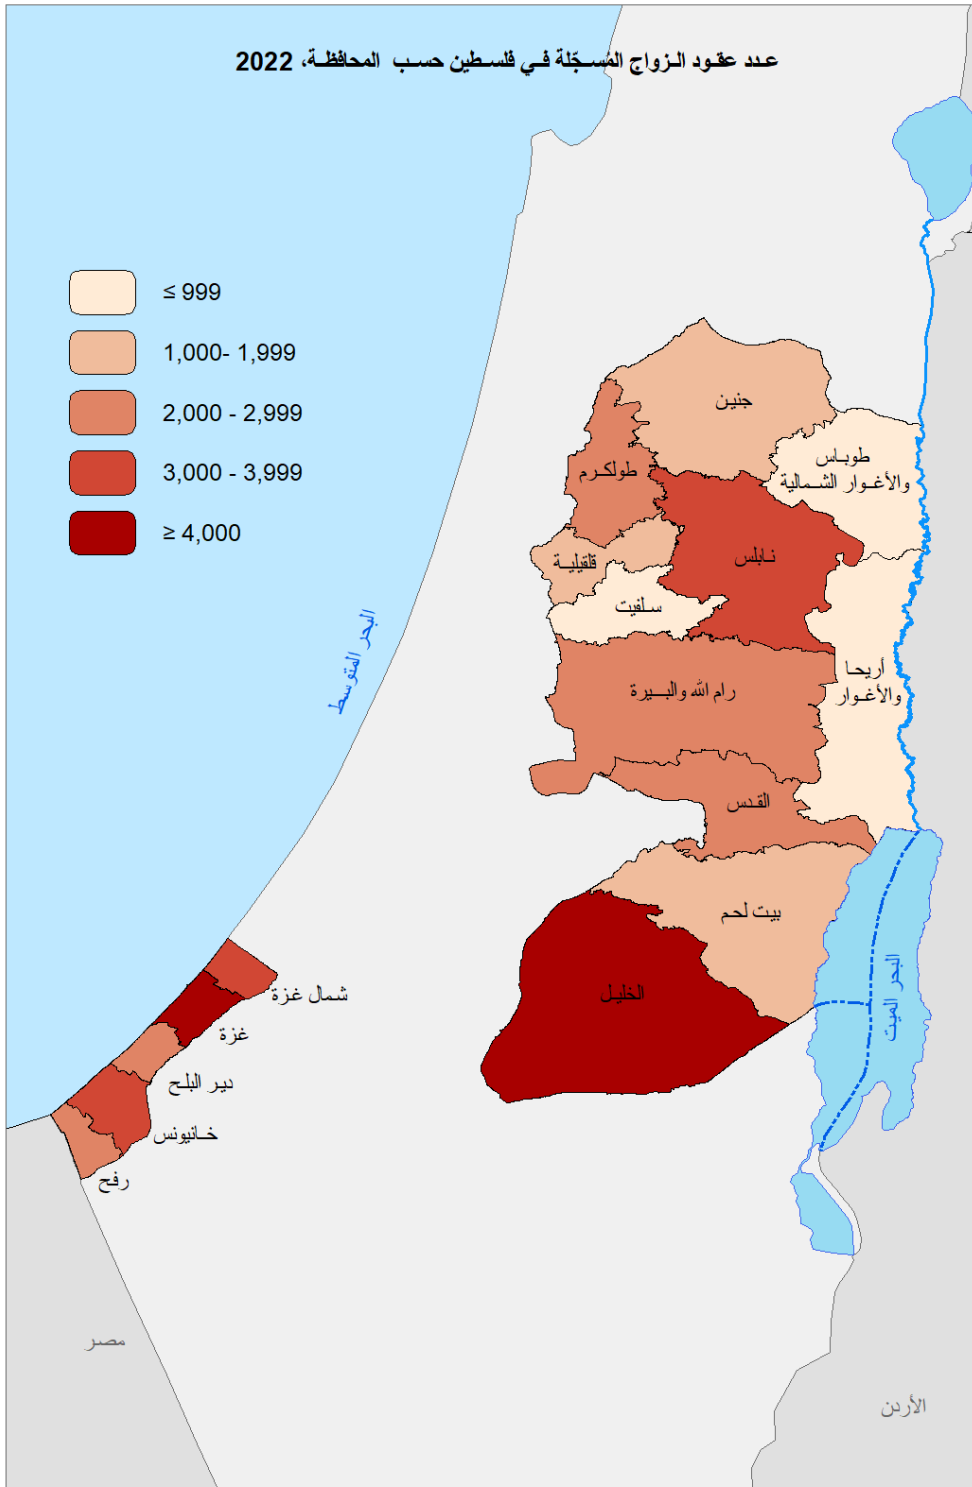 عدد عقود الزواج المُسجّلة في فلسطين حسب المحافظة، 2022
≤ 999
1,000- 1,999
2,000 - 2,999
3,000 - 3,999
≥ 4,000
جنين
طوباس
والأغوار الشمالية
طولكرم
نابلس
قلقيلية
سلفيت
أريحا
والأغوار
رام الله والبيرة
القدس
بيت لحم
الخليل
البحر المتوسط
البحر الميت
شمال غزة
غزة
دير البلح
خانيونس
رفح
مصر
الأردن